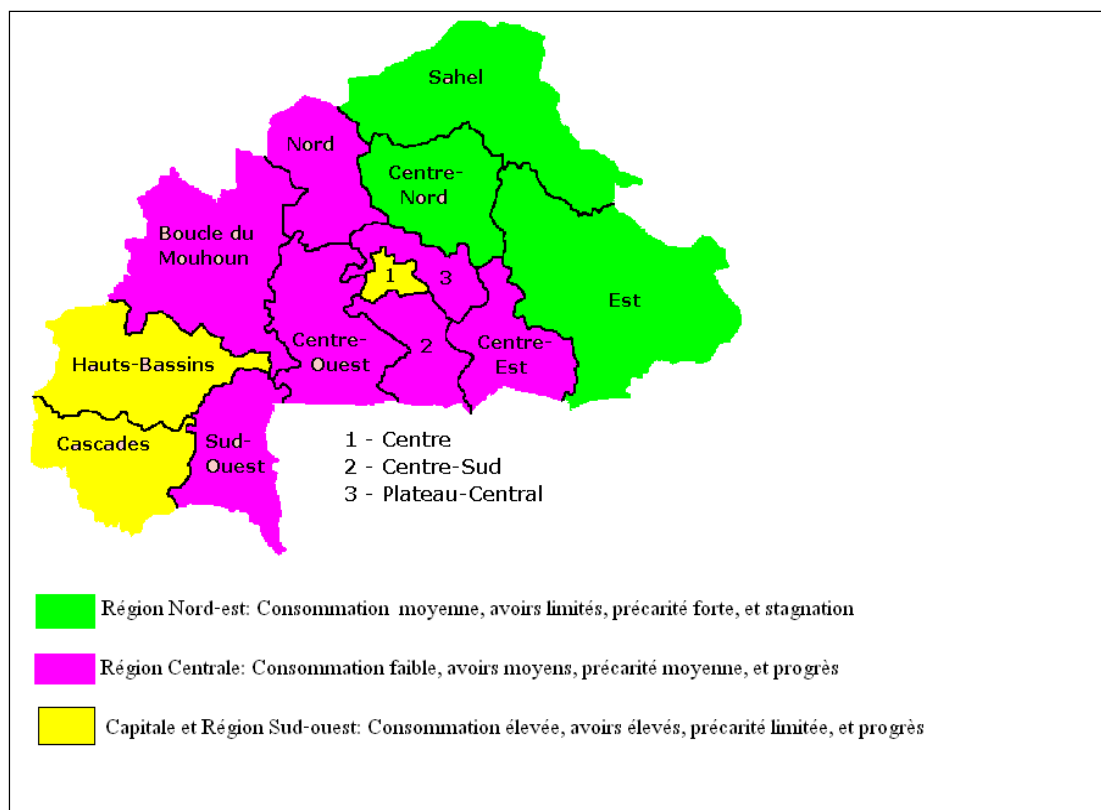 Sahel
Nord
Centre-
Nord
Boucle du
Mouhoun
1
3
Est
Centre-
Ouest
2
Centre-
Est
Hauts-Bassins
Cascades
Sud-
Ouest
1 - Centre
2 - Centre-Sud
3 - Plateau-Central
Région Nord-est: Consommation moyenne, avoirs limités, précarité forte, et stagnation
Région Centrale: Consommation faible, avoirs moyens, précarité moyenne, et progrès
Capitale et Région Sud-ouest: Consommation élevée, avoirs élevés, précarité limitée, et progrès